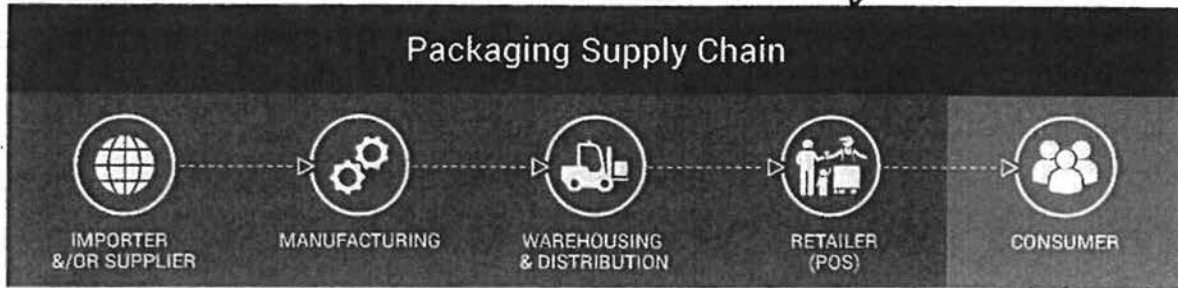 Packaging Supply Chain
IMPORTER
&/OR SUPPLIER
MANUFACTURING
WAREHOUSING
& DISTRIBUTION
RETAILER
(POS)
CONSUMER